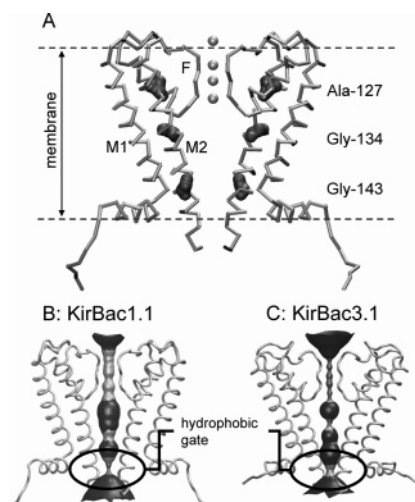 A
F
Ala-127
membrane
M1
M2
Gly-134
Gly-143
B: KirBac1.1
C: KirBac3.1
hydrophobic
gate